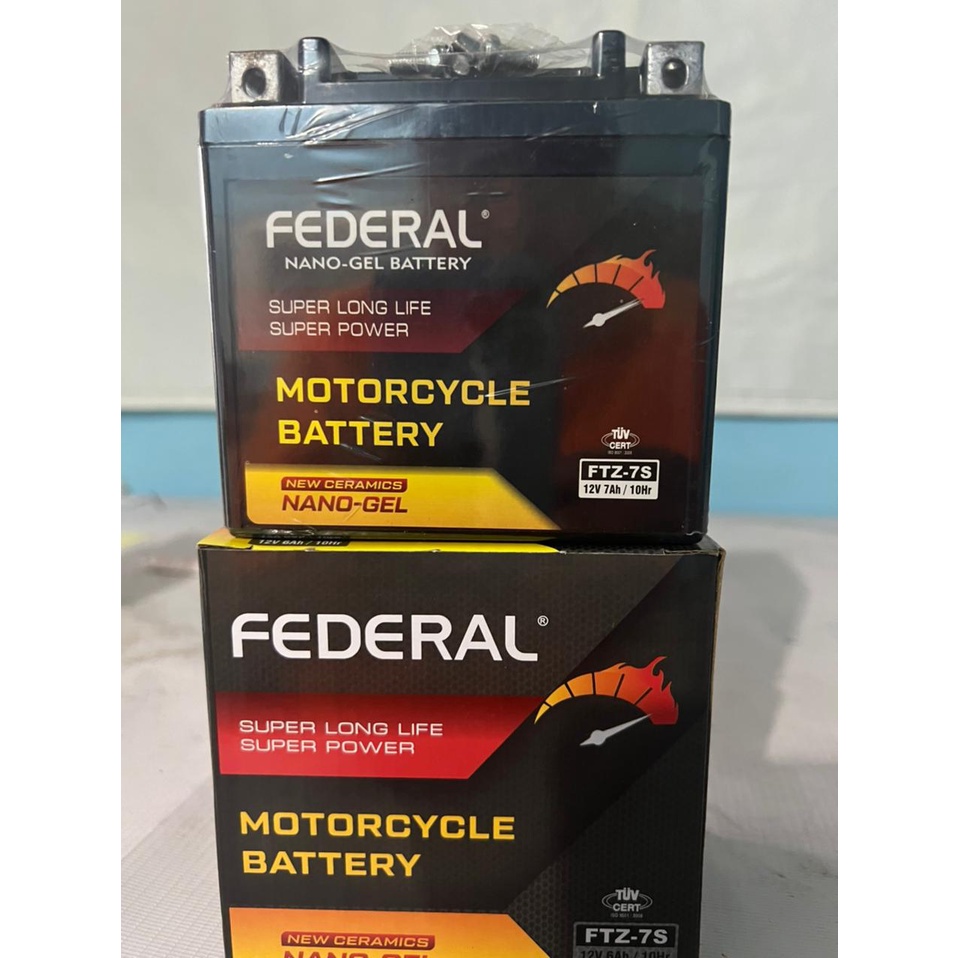 FEDERAL®
NANO-GEL BATTERY
SUPER LONG LIFE
SUPER POWER
MOTORCYCLE
BATTERY
TÜV
CERT
NEW CERAMICS
NANO-GEL
FTZ-7S
12V 7Ah / 10Hr
12V 6Ah / 10Hr
FEDERAL®
SUPER LONG LIFE
SUPER POWER
MOTORCYCLE
BATTERY
TÜV
CERT
NEW CERAMICS
NANO-GEL
FTZ-7S
12V 6Ah / 10Hr